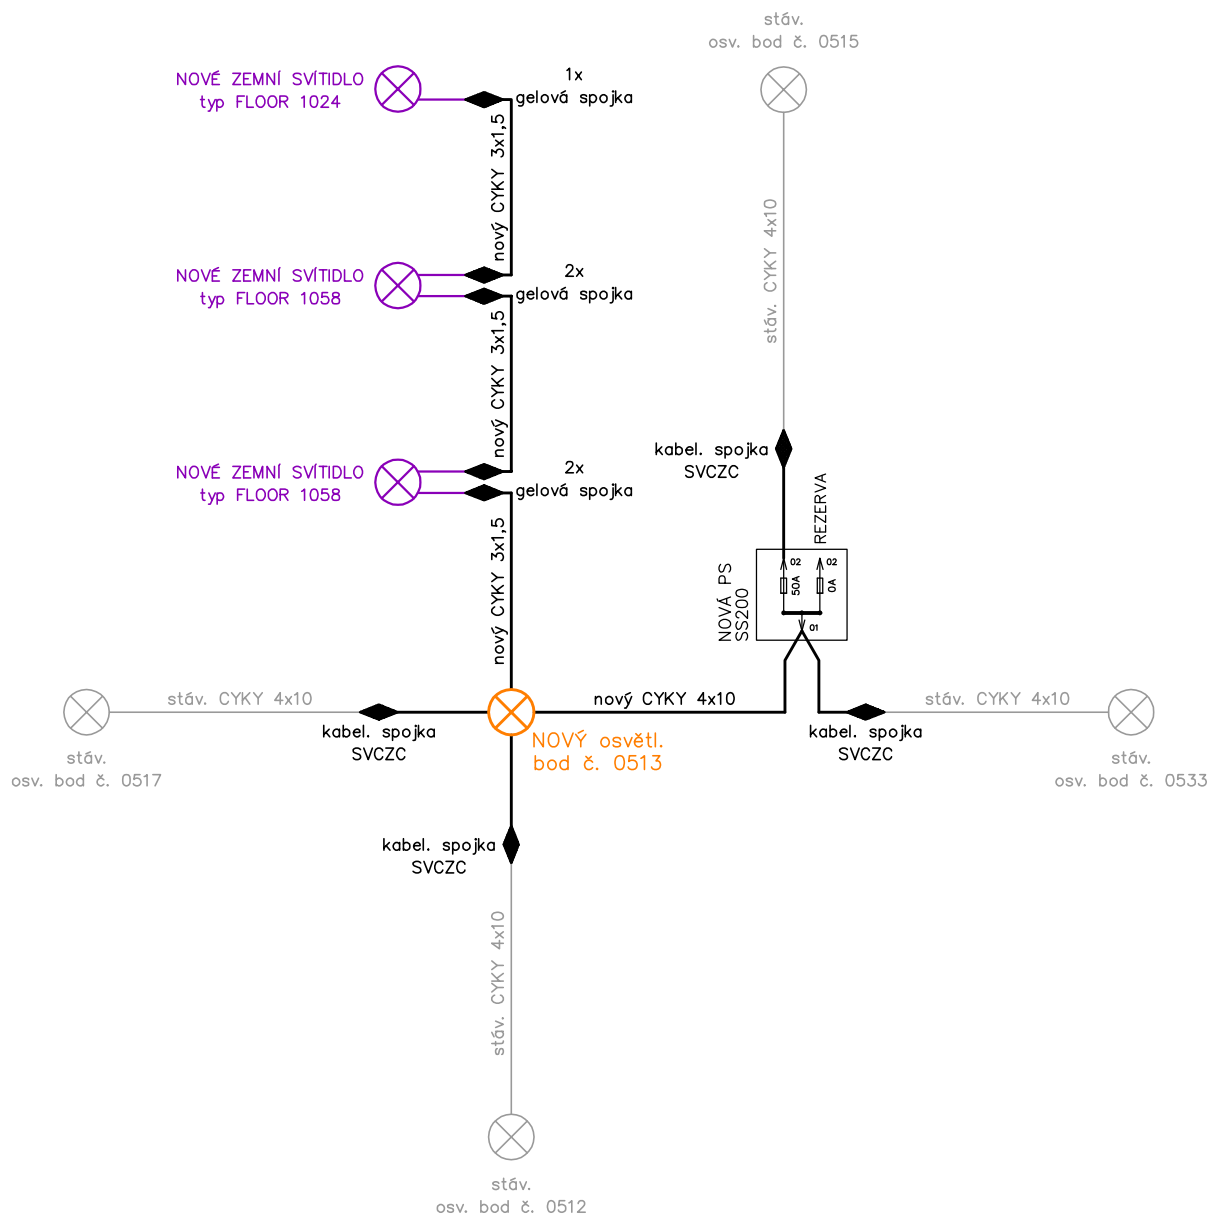 stáv.
osv. bod č. 0515
NOVÉ ZEMNÍ SVÍTIDLO
typ FLOOR 1024
1x
gelová spojka
nový CYKY 3x1,5
stáv. CYKY 4x10
NOVÉ ZEMNÍ SVÍTIDLO
typ FLOOR 1058
2x
gelová spojka
nový CYKY 3x1,5
NOVÉ ZEMNÍ SVÍTIDLO
typ FLOOR 1058
2x
gelová spojka
kabel. spojka
SVCZC
REZERVA
nový CYKY 3x1,5
NOVÁ PS
SS200
02
02
50A
0A
01
stáv. CYKY 4x10
nový CYKY 4x10
stáv. CYKY 4x10
kabel. spojka
SVCZC
NOVÝ osvětl.
bod č. 0513
kabel. spojka
SVCZC
stáv.
osv. bod č. 0517
stáv.
osv. bod č. 0533
kabel. spojka
SVCZC
stáv. CYKY 4x10
stáv.
osv. bod č. 0512